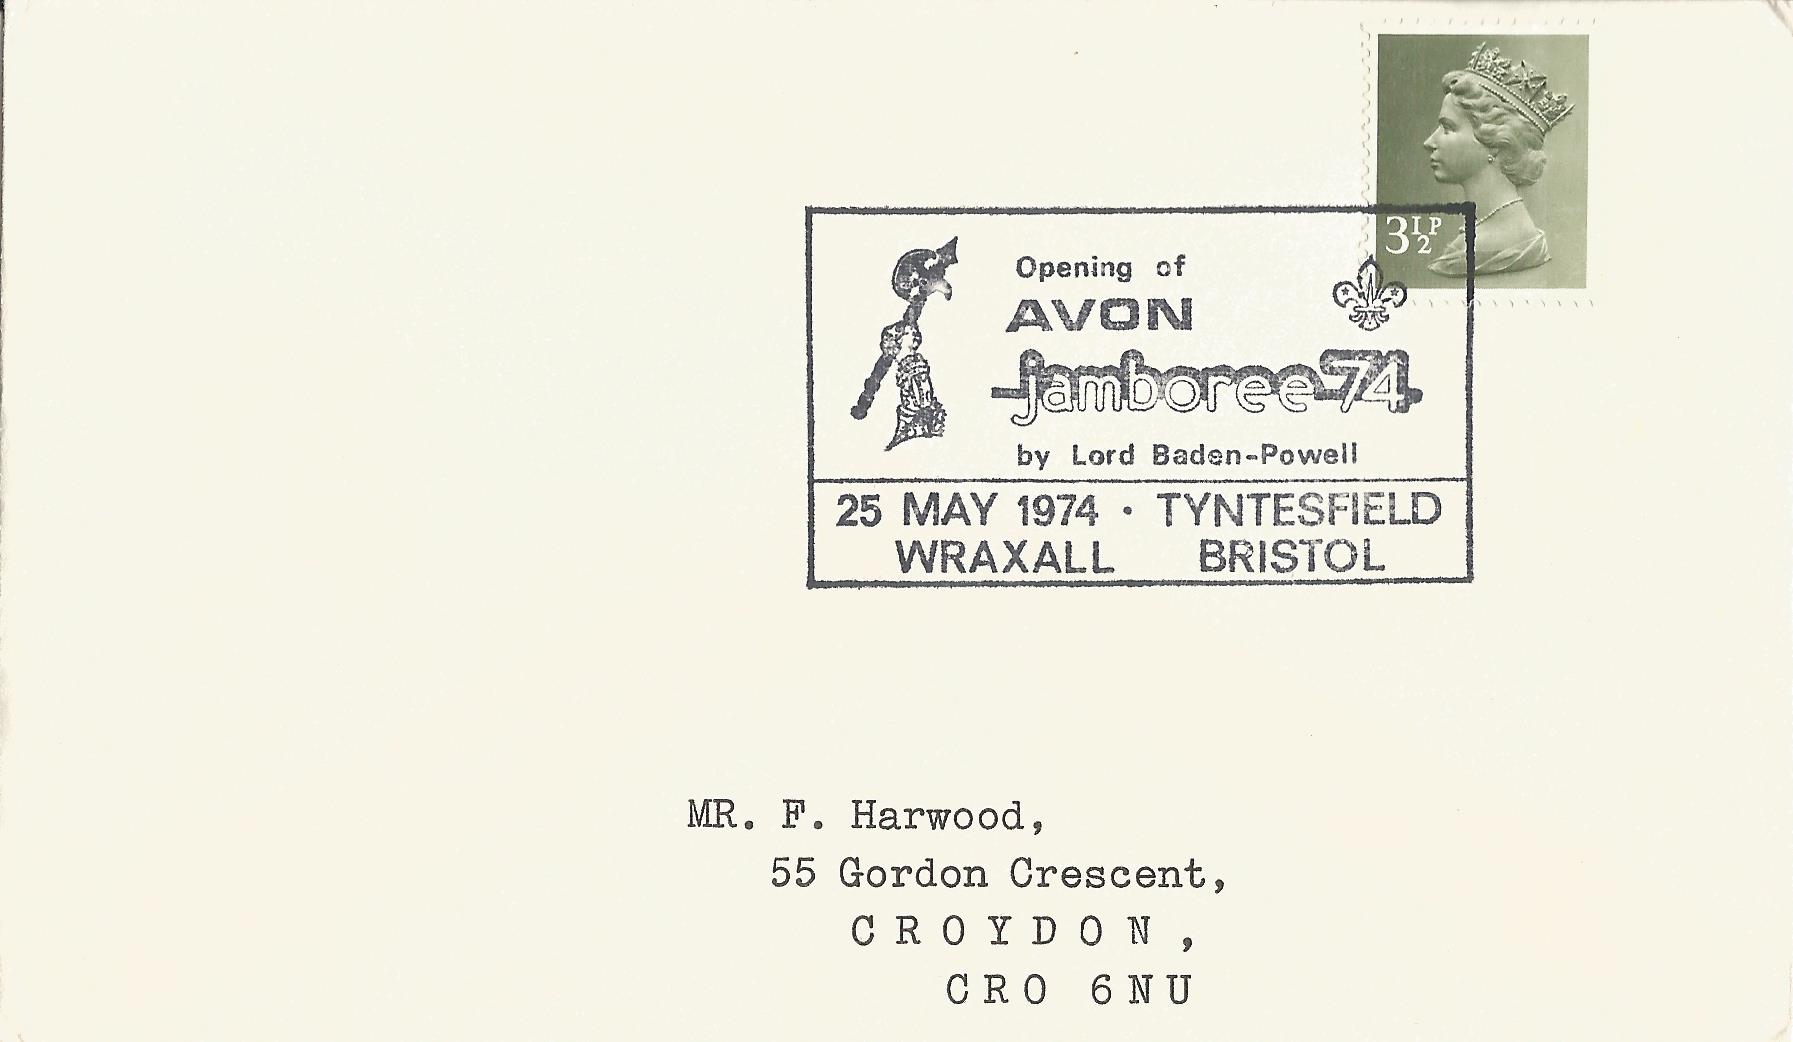 3½P
Opening of
AVON
jamboree 74
by Lord Baden-Powell
25 MAY 1974 · TYNTESFIELD
WRAXALL BRISTOL
MR. F. Harwood,
55 Gordon Crescent,
CROYDON,
CRO 6NU